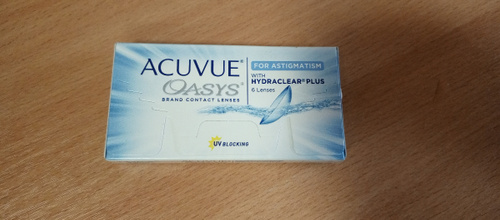 ACUVUE®
OASYS®
BRAND CONTACT LENSES
FOR ASTIGMATISM
WITH
HYDRACLEAR® PLUS
6 Lenses
UV BLOCKING